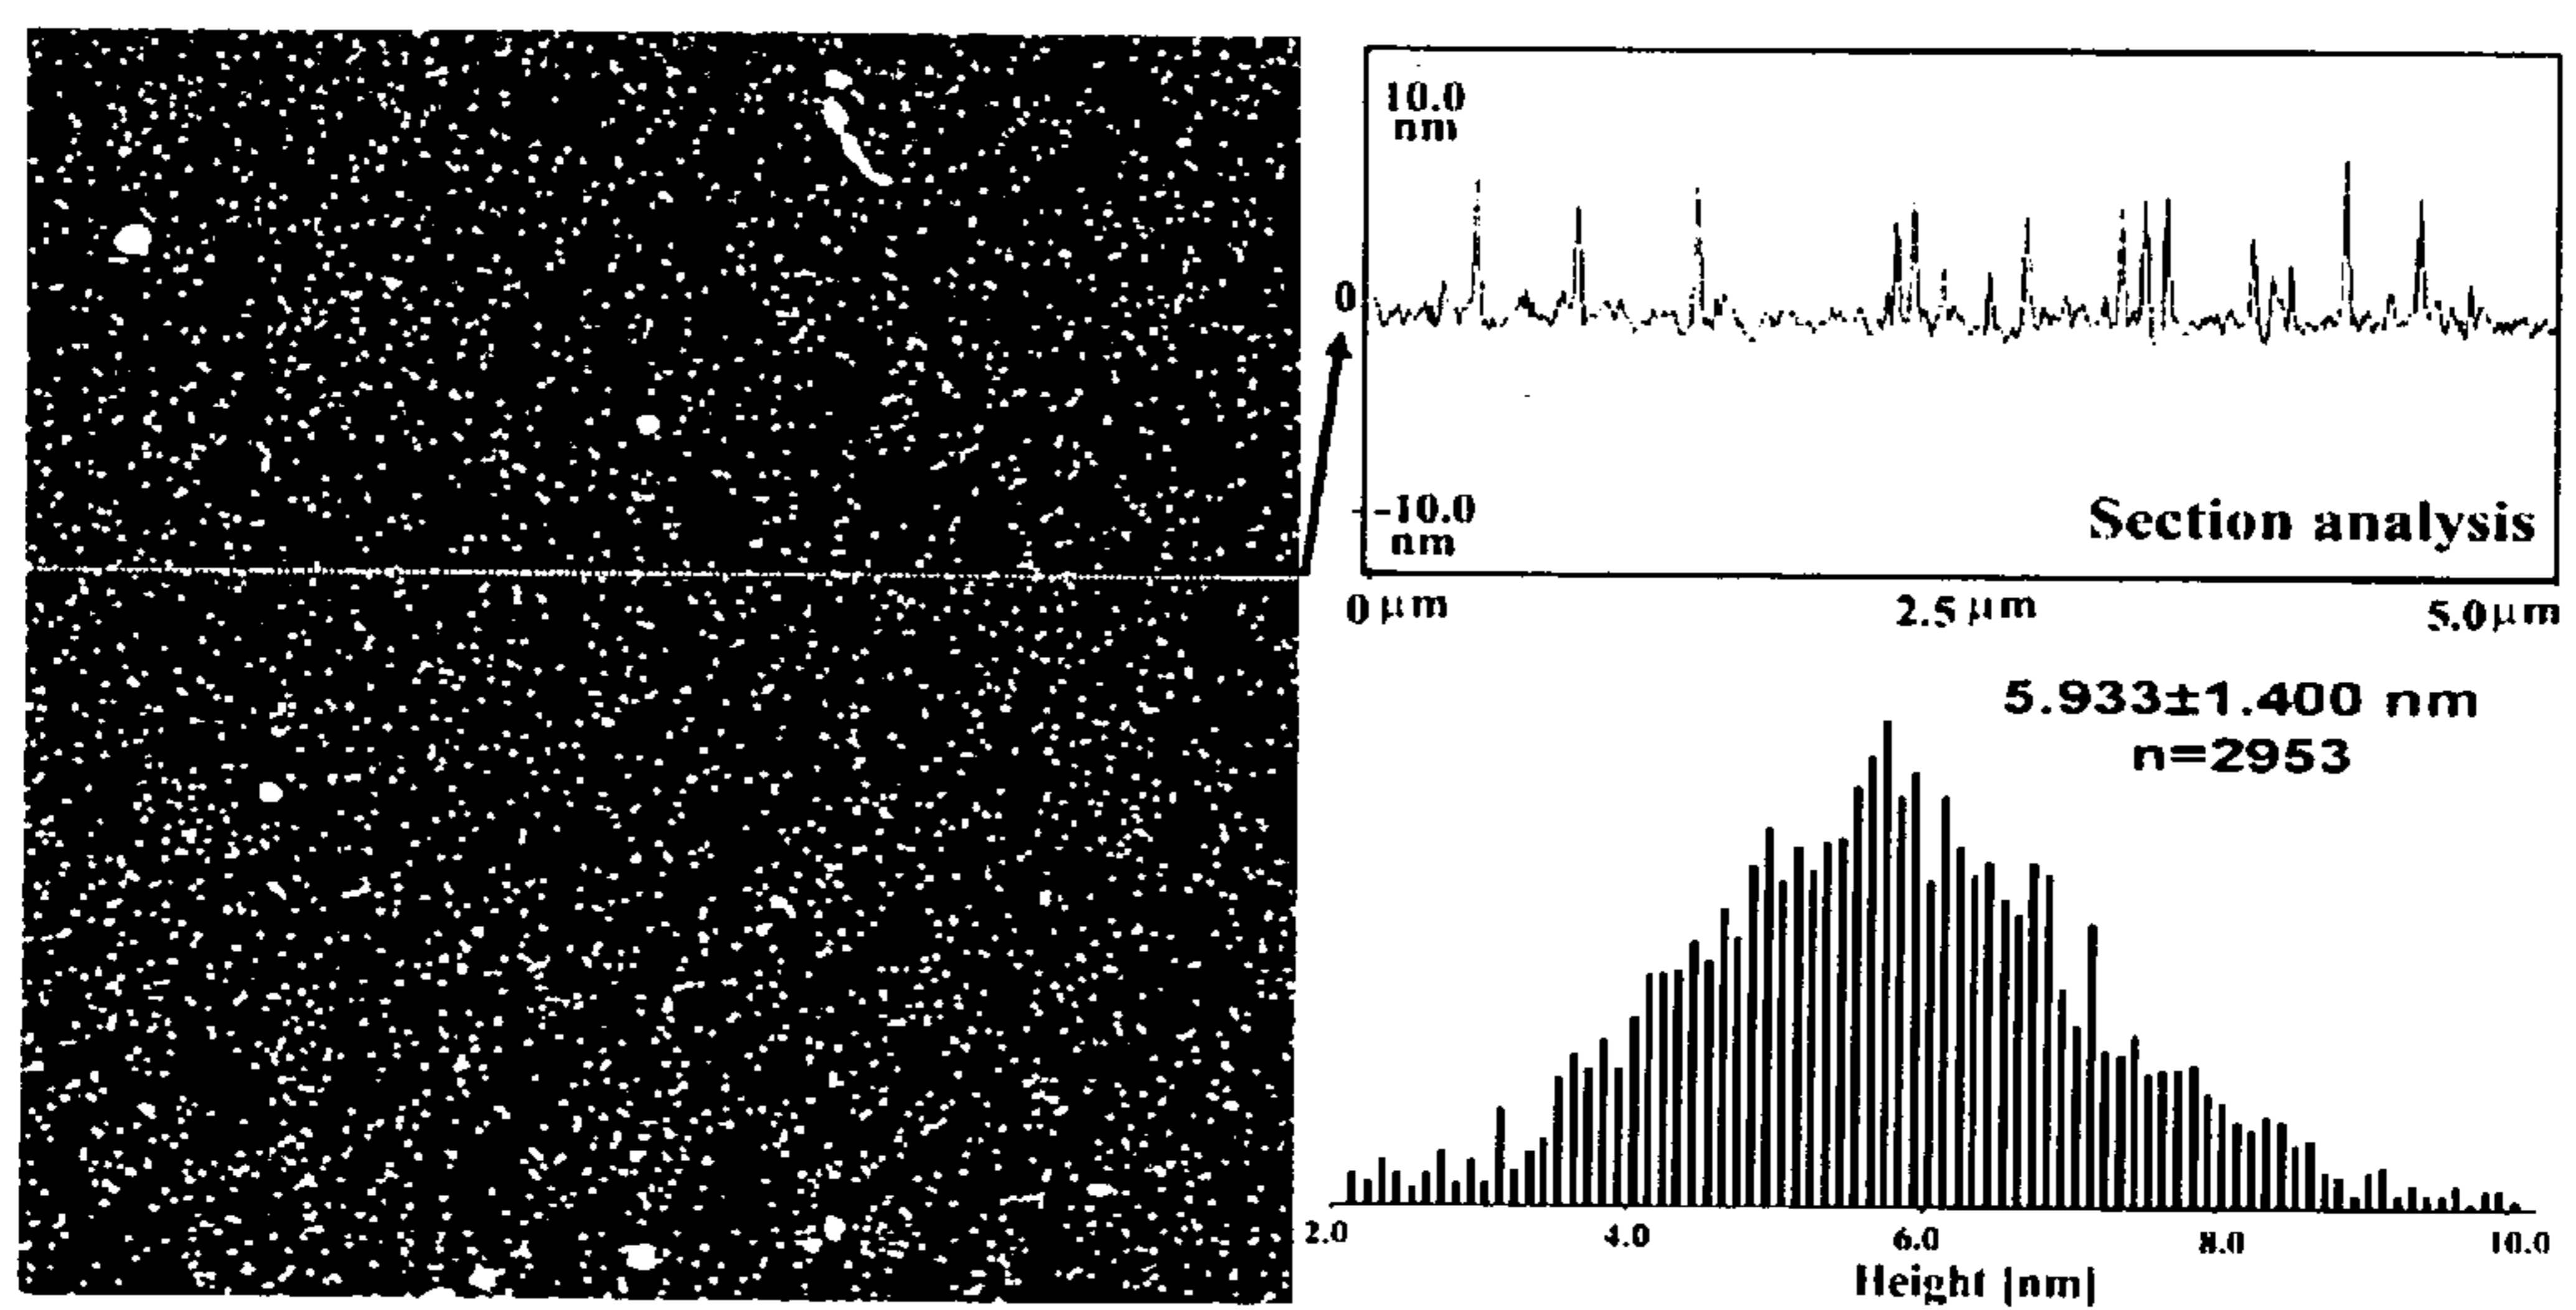 10.0
nm
0
-10.0
nm
Section analysis
0 μm
2.5 μm
5.0 μm
5.933±1.400 nm
n=2953
2.0
4.0
6.0
8.0
10.0
Height [nm]